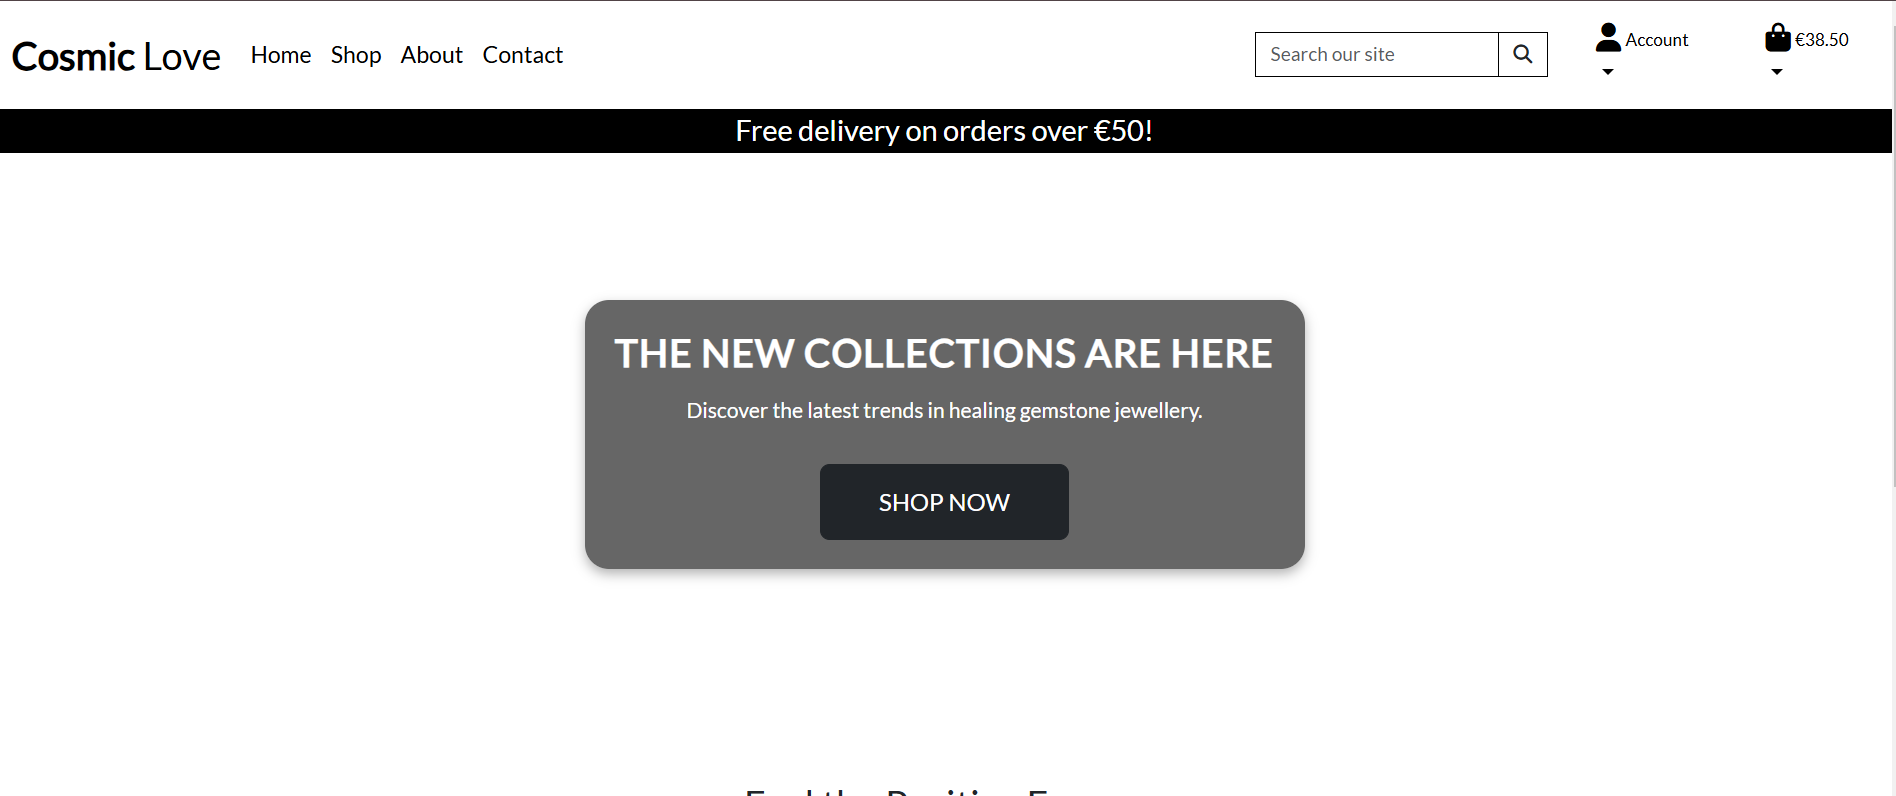 Cosmic Love Home Shop About Contact Search our site Account €38.50
Free delivery on orders over €50!
THE NEW COLLECTIONS ARE HERE
Discover the latest trends in healing gemstone jewellery.
SHOP NOW